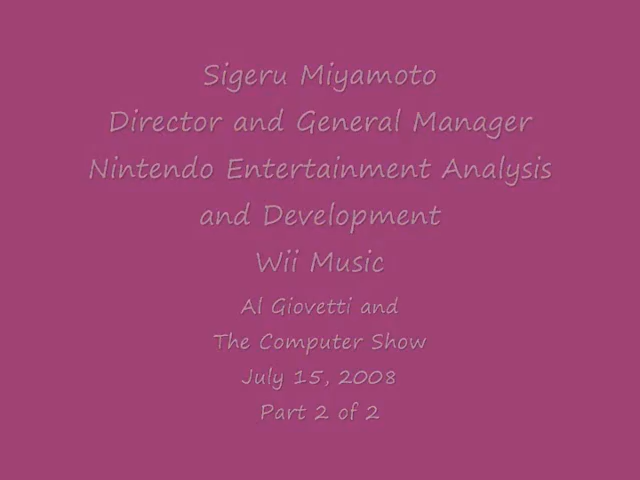 Sigeru Miyamoto
Director and General Manager
Nintendo Entertainment Analysis
and Development
Wii Music
Al Giovetti and
The Computer Show
July 15, 2008
Part 2 of 2